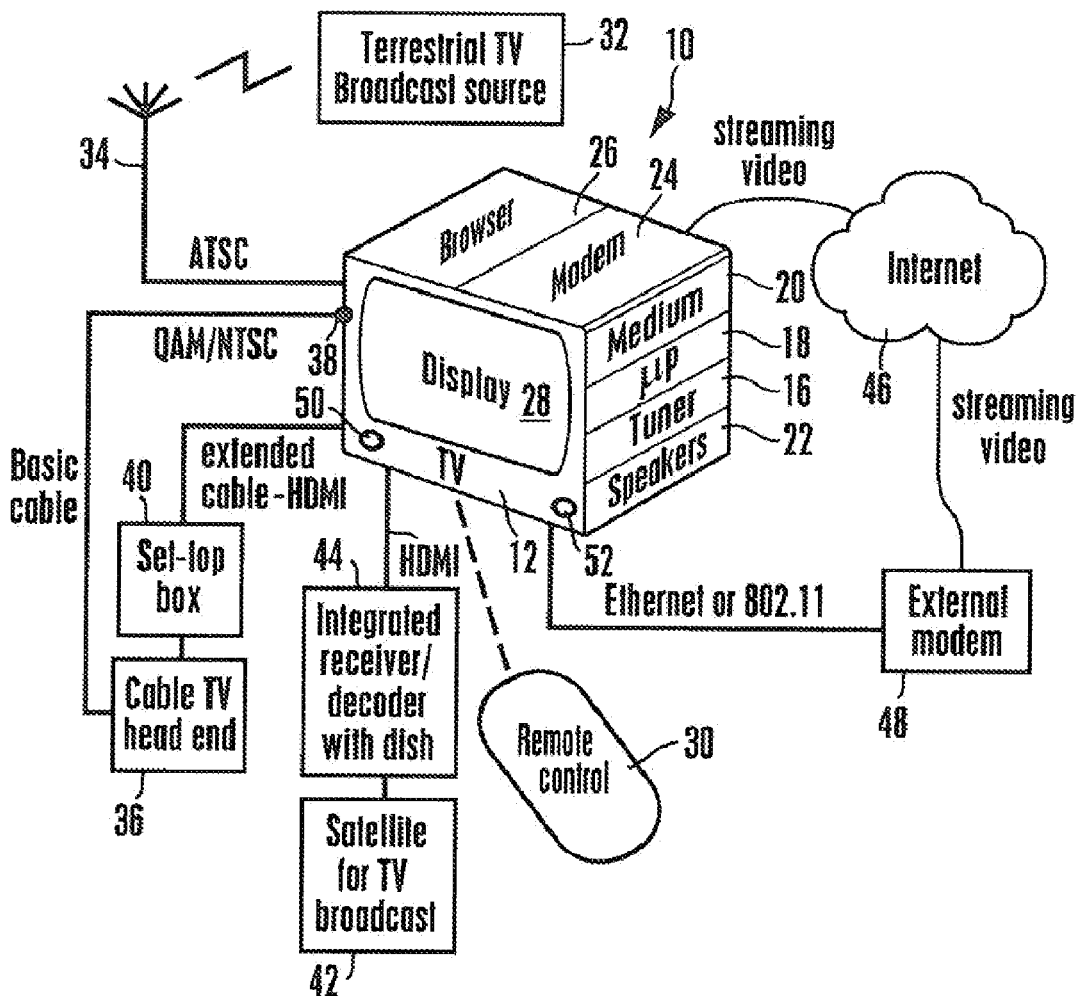 Terrestrial TV
Broadcast source
32
10
34
26
24
streaming
video
Browser
Modem
Internet
ATSC
20
Medium
QAM/NTSC
38
18
μP
Display
28
16
46
Tuner
50
22
streaming
video
Speakers
TV
Basic
cable
extended
cable-HDMI
40
12
52
HDMI
44
Set-top
box
Ethernet or 802.11
External
modem
Integrated
receiver/
decoder
with dish
Cable TV
head end
48
Remote
control
30
36
Satellite
for TV
broadcast
42